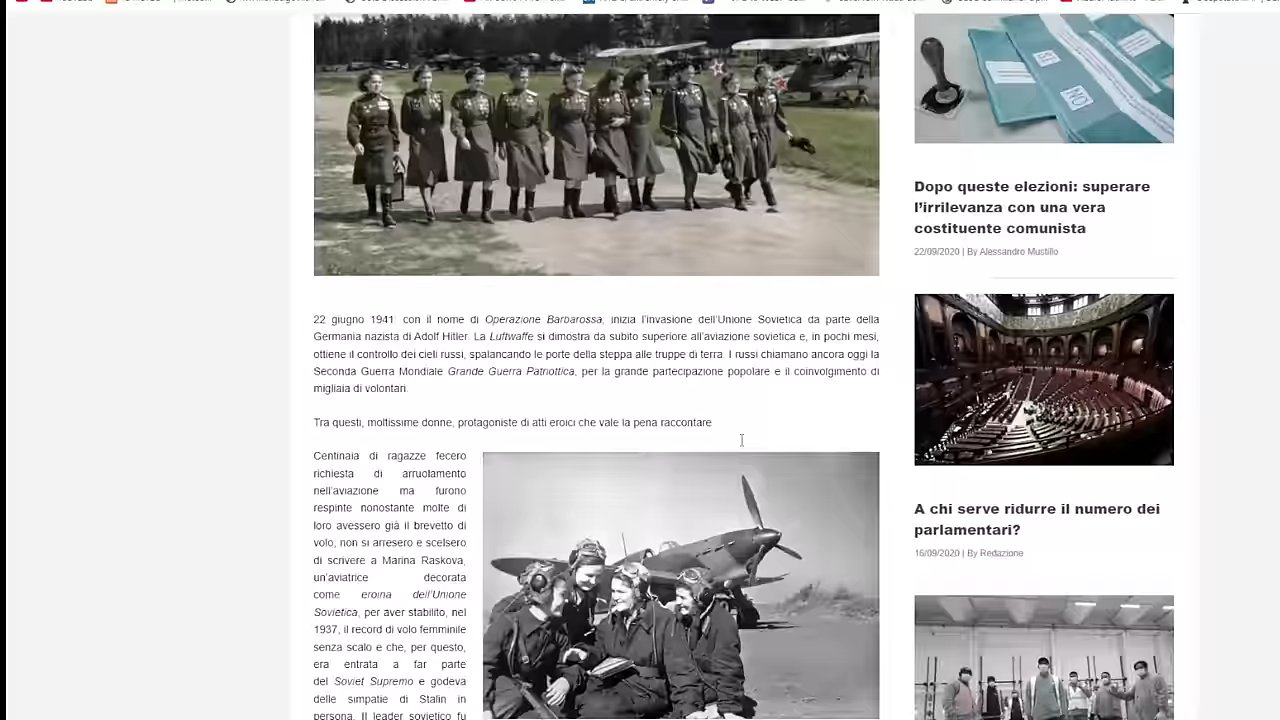 22 giugno 1941: con il nome di Operazione Barbarossa, inizia l'invasione dell'Unione Sovietica da parte della
Germania nazista di Adolf Hitler. La Luftwaffe si dimostra da subito superiore all'aviazione sovietica e, in pochi mesi,
ottiene il controllo dei cieli russi, spalancando le porte della steppa alle truppe di terra. I russi chiamano ancora oggi la
Seconda Guerra Mondiale Grande Guerra Patriottica, per la grande partecipazione popolare e il coinvolgimento di
migliaia di volontari.
Tra questi, moltissime donne, protagoniste di atti eroici che vale la pena raccontare
Centinaia di ragazze fecero
richiesta di arruolamento
nell'aviazione ma furono
respinte nonostante molte di
loro avessero già il brevetto di
volo; non si arresero e scelsero
di scrivere a Marina Raskova,
un'aviatrice decorata
come eroina dell'Unione
Sovietica, per aver stabilito, nel
1937, il record di volo femminile
senza scalo e che, per questo,
era entrata a far parte
del Soviet Supremo e godeva
delle simpatie di Stalin in
persona. Il leader sovietico fu
Dopo queste elezioni: superare
l'irrilevanza con una vera
costituente comunista
22/09/2020 | By Alessandro Mustillo
A chi serve ridurre il numero dei
parlamentari?
16/09/2020 | By Redazione